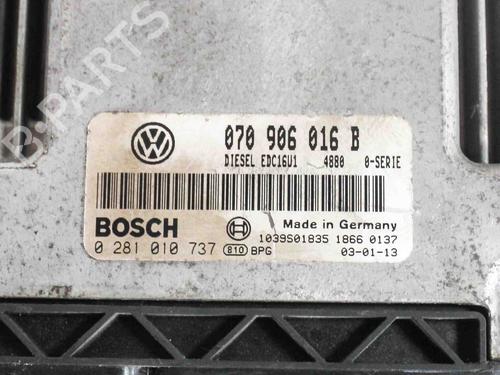 B-PARTS
070 906 016 B
DIESEL EDC16U1 4880 0-SERIE
BOSCH
Made in Germany
0 281 010 737 810 BPG
1039S01835 1866 0137
03-01-13